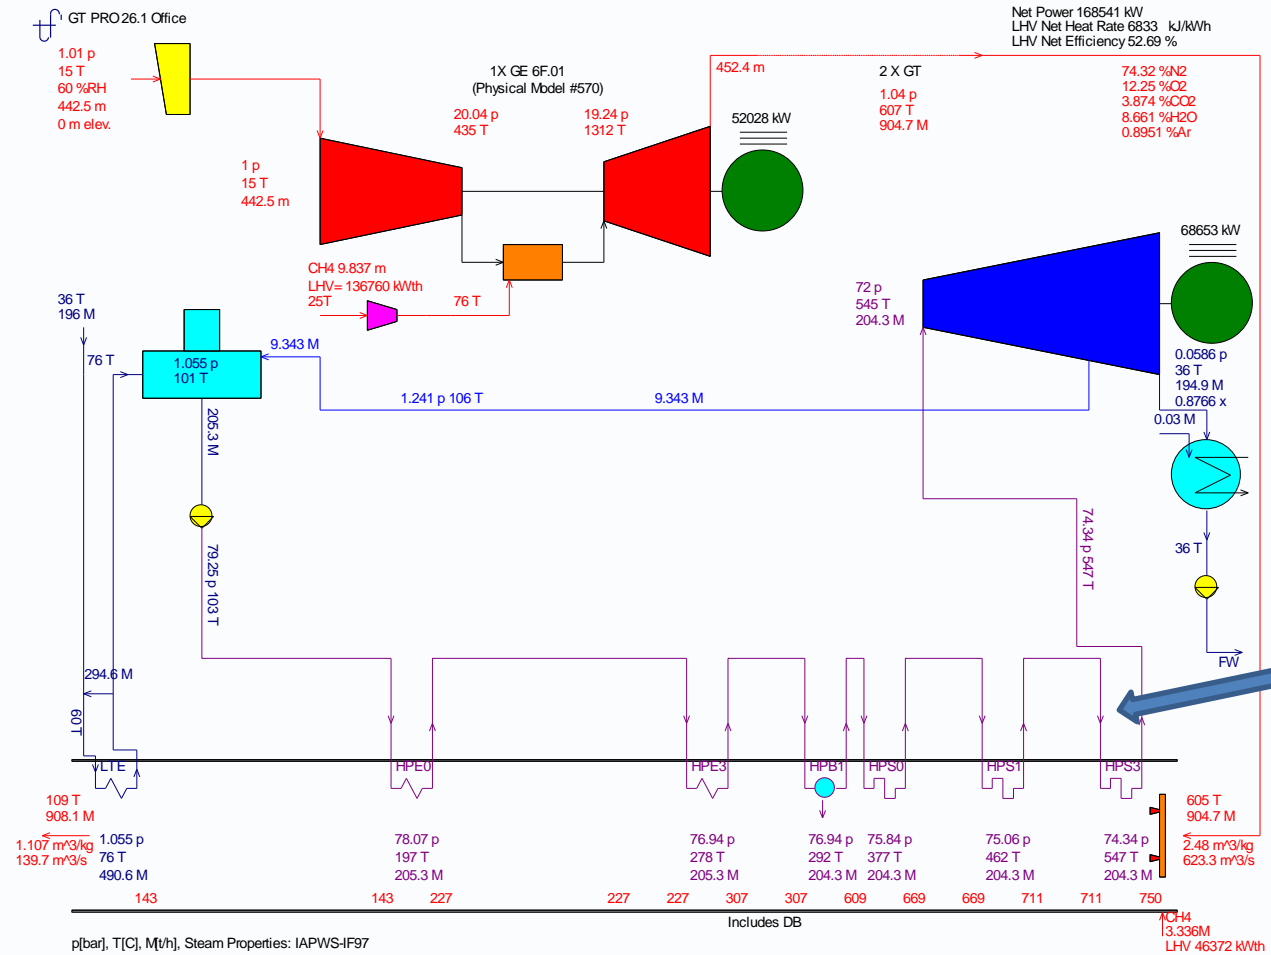 GT PRO 26.1 Office
Net Power 168541 kW
LHV Net Heat Rate 6833 kJ/kWh
LHV Net Efficiency 52.69 %
1.01 p
15 T
60 %RH
442.5 m
0 m elev.
1X GE 6F.01
(Physical Model #570)
452.4 m
2 X GT
1.04 p
607 T
904.7 M
74.32 %N2
12.25 %O2
3.874 %CO2
8.661 %H2O
0.8951 %Ar
20.04 p
435 T
19.24 p
1312 T
52028 kW
1 p
15 T
442.5 m
68653 kW
CH4 9.837 m
LHV= 136760 kWth
25T
76 T
72 p
545 T
204.3 M
36 T
196 M
76 T
1.055 p
101 T
9.343 M
1.241 p 106 T
9.343 M
0.0586 p
36 T
194.9 M
0.8766 x
0.03 M
205.3 M
79.25 p 103 T
74.34 p 547 T
36 T
FW
294.6 M
60 T
LTE
HPE0
HPE3
HPB1
HPS0
HPS1
HPS3
109 T
908.1 M
1.107 m^3/kg
139.7 m^3/s
1.055 p
76 T
490.6 M
78.07 p
197 T
205.3 M
76.94 p
278 T
205.3 M
76.94 p
292 T
204.3 M
75.84 p
377 T
204.3 M
75.06 p
462 T
204.3 M
74.34 p
547 T
204.3 M
605 T
904.7 M
2.48 m^3/kg
623.3 m^3/s
143 143 227 227 227 307 307 609 669 669 711 711 750
Includes DB
CH4
3.336M
LHV 46372 kWth
p[bar], T[C], M[t/h], Steam Properties: IAPWS-IF97